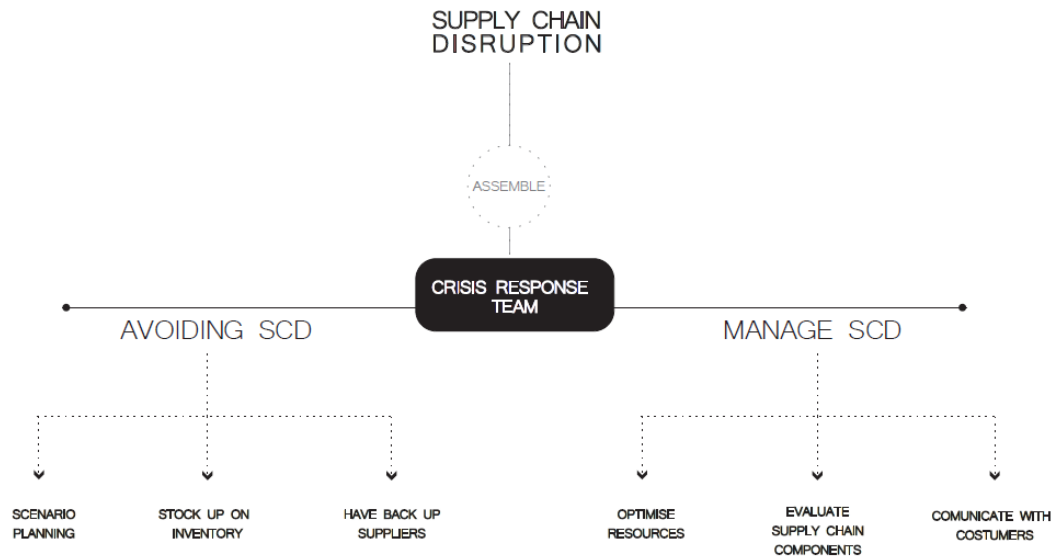 SUPPLY CHAIN
DISRUPTION
ASSEMBLE
CRISIS RESPONSE
TEAM
AVOIDING SCD
MANAGE SCD
SCENARIO
PLANNING
STOCK UP ON
INVENTORY
HAVE BACK UP
SUPPLIERS
OPTIMISE
RESOURCES
EVALUATE
SUPPLY CHAIN
COMPONENTS
COMUNICATE WITH
COSTUMERS